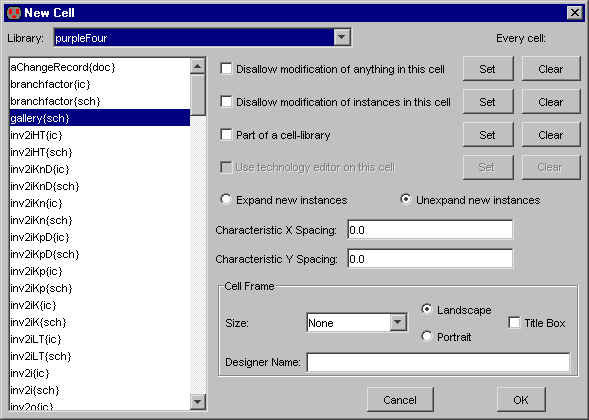 New Cell
Library: purpleFour Every cell:
aChangeRecord{doc}
branchfactor{ic}
branchfactor{sch}
gallery{sch}
inv2iHT{ic}
inv2iHT{sch}
inv2iKnD{ic}
inv2iKnD{sch}
inv2iKn{ic}
inv2iKn{sch}
inv2iKpD{ic}
inv2iKpD{sch}
inv2iKp{ic}
inv2iKp{sch}
inv2iK{ic}
inv2iK{sch}
inv2iLT{ic}
inv2iLT{sch}
inv2i{ic}
inv2i{sch}
inv2o{ic}
Disallow modification of anything in this cell Set Clear
Disallow modification of instances in this cell Set Clear
Part of a cell-library Set Clear
Use technology editor on this cell Set Clear
Expand new instances Unexpand new instances
Characteristic X Spacing: 0.0
Characteristic Y Spacing: 0.0
Cell Frame
Size: None Landscape Portrait Title Box
Designer Name:
Cancel OK